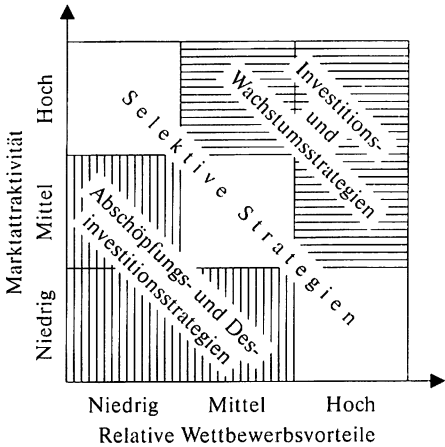 Marktattraktivität
Hoch
Mittel
Niedrig
Investitions-
und
Wachstumsstrategien
Selektive Strategien
Abschöpfungs- und Des-
investitionsstrategien
Niedrig
Mittel
Hoch
Relative Wettbewerbsvorteile